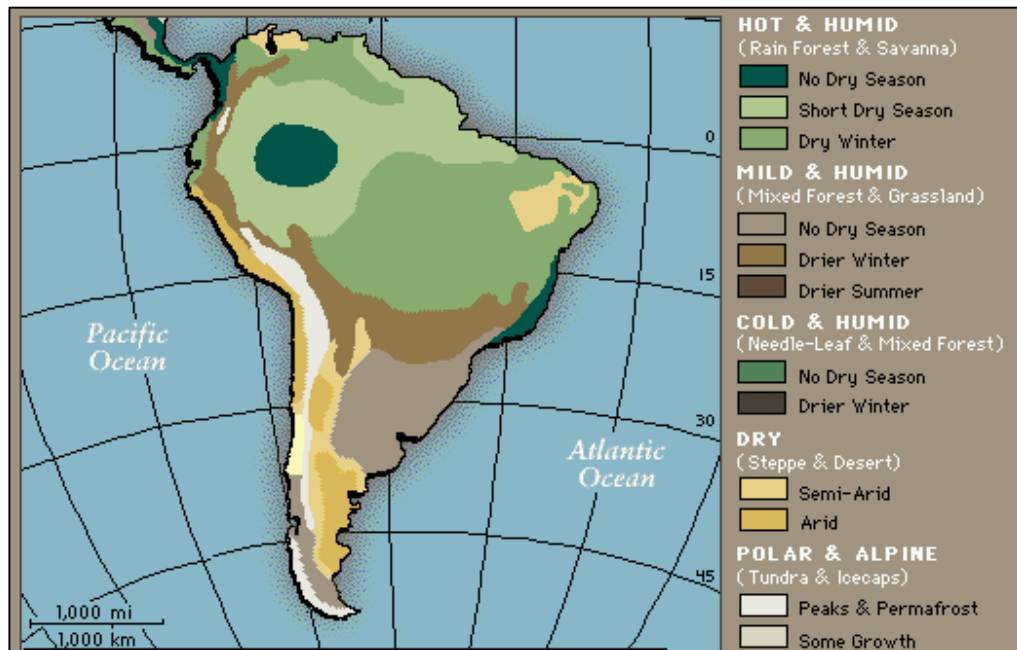 HOT & HUMID
(Rain Forest & Savanna)
No Dry Season
Short Dry Season
Dry Winter
MILD & HUMID
(Mixed Forest & Grassland)
No Dry Season
Drier Winter
Drier Summer
COLD & HUMID
(Needle-Leaf & Mixed Forest)
No Dry Season
Drier Winter
DRY
(Steppe & Desert)
Semi-Arid
Arid
POLAR & ALPINE
(Tundra & Icecaps)
Peaks & Permafrost
Some Growth
0
15
30
45
Pacific
Ocean
Atlantic
Ocean
1,000 mi
1,000 km